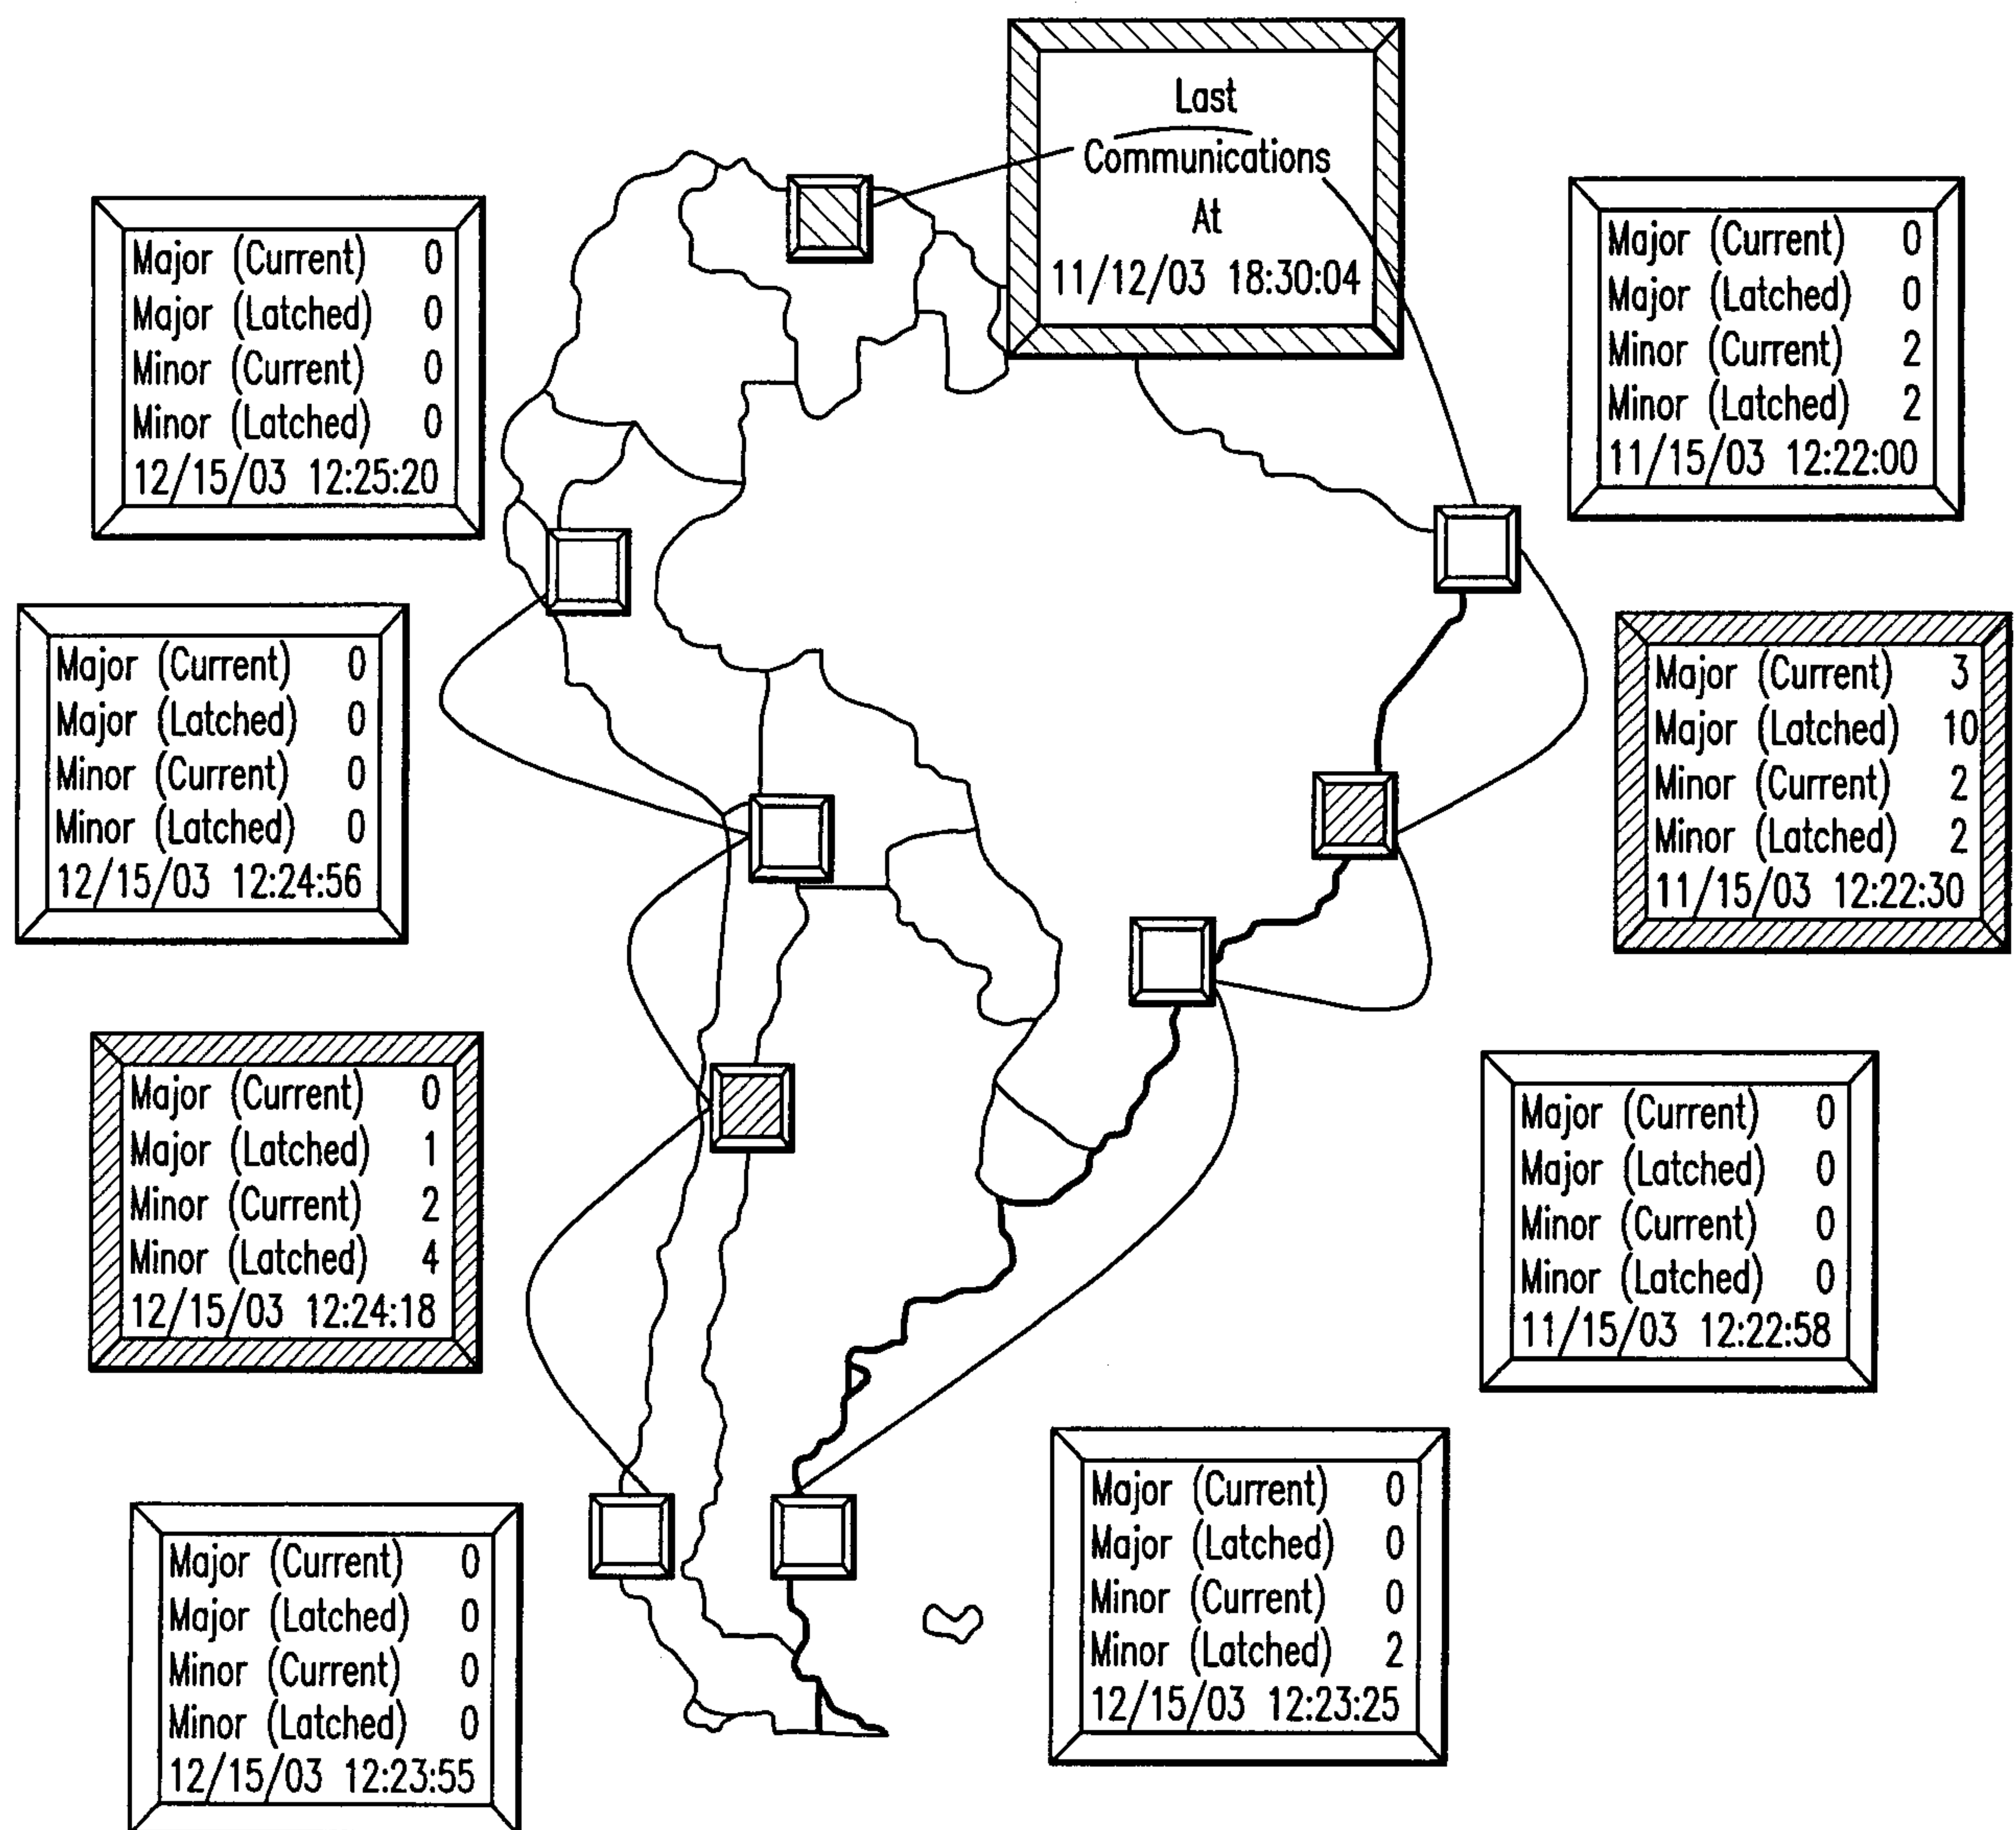 Last
Communications
At
11/12/03 18:30:04
Major (Current) 0
Major (Latched) 0
Minor (Current) 0
Minor (Latched) 0
12/15/03 12:25:20
Major (Current) 0
Major (Latched) 0
Minor (Current) 2
Minor (Latched) 2
11/15/03 12:22:00
Major (Current) 0
Major (Latched) 0
Minor (Current) 0
Minor (Latched) 0
12/15/03 12:24:56
Major (Current) 3
Major (Latched) 10
Minor (Current) 2
Minor (Latched) 2
11/15/03 12:22:30
Major (Current) 0
Major (Latched) 1
Minor (Current) 2
Minor (Latched) 4
12/15/03 12:24:18
Major (Current) 0
Major (Latched) 0
Minor (Current) 0
Minor (Latched) 0
11/15/03 12:22:58
Major (Current) 0
Major (Latched) 0
Minor (Current) 0
Minor (Latched) 0
12/15/03 12:23:55
Major (Current) 0
Major (Latched) 0
Minor (Current) 0
Minor (Latched) 2
12/15/03 12:23:25